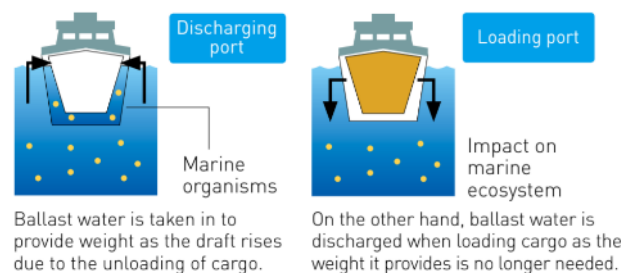 Discharging
port
Loading port
Marine
organisms
Impact on
marine
ecosystem
Ballast water is taken in to
provide weight as the draft rises
due to the unloading of cargo.
On the other hand, ballast water is
discharged when loading cargo as the
weight it provides is no longer needed.